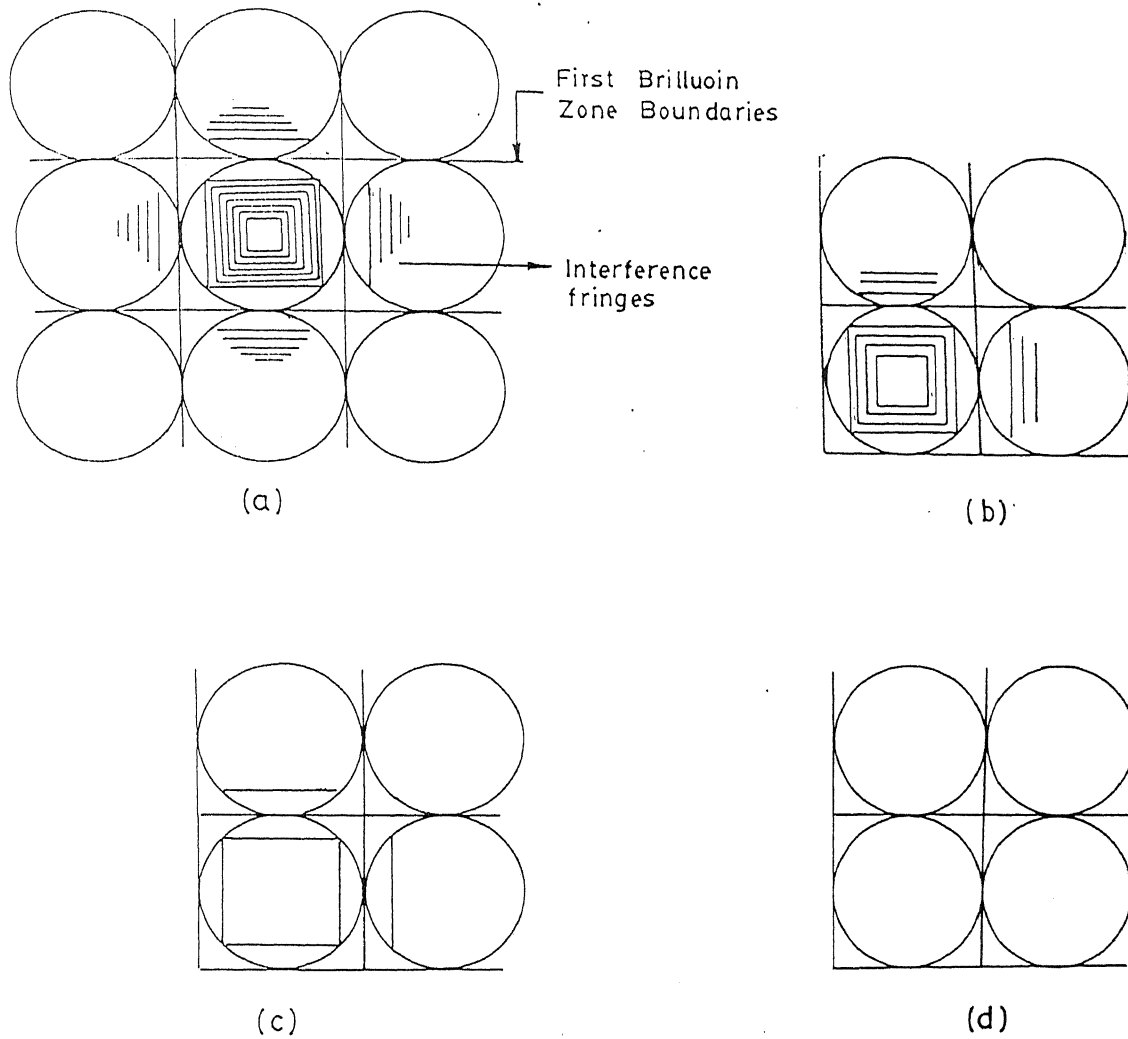 First Brilluoin
Zone Boundaries
Interference
fringes
(a)
(b)
(c)
(d)